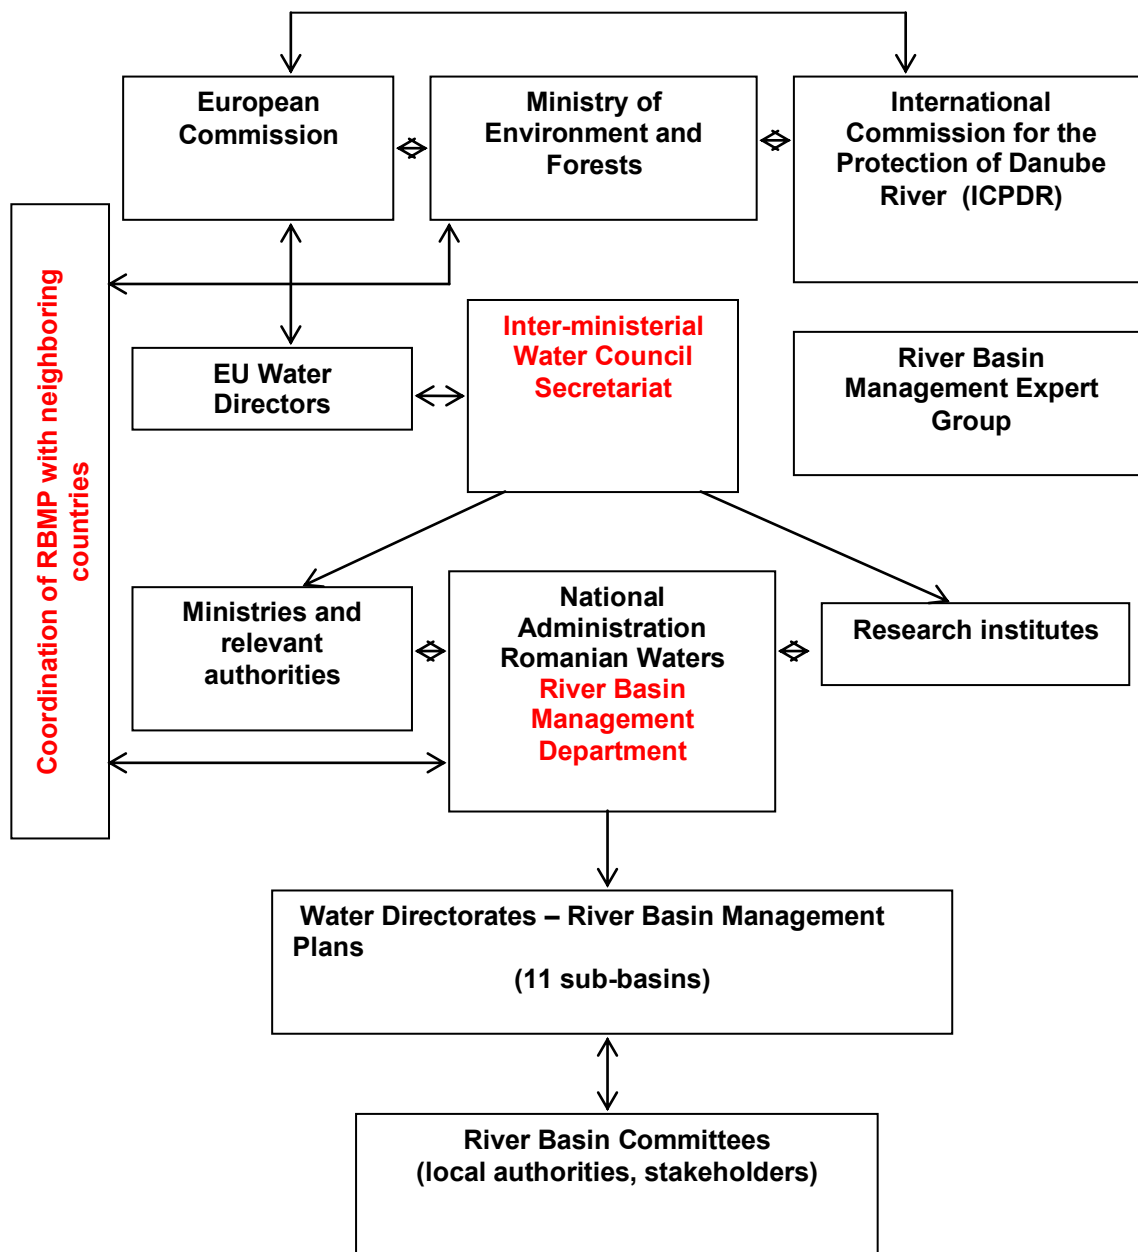 European
Commission
Ministry of
Environment and
Forests
International
Commission for the
Protection of Danube
River (ICPDR)
Coordination of RBMP with neighboring
countries
EU Water
Directors
Inter-ministerial
Water Council
Secretariat
River Basin
Management Expert
Group
Ministries and
relevant
authorities
National
Administration
Romanian Waters
River Basin
Management
Department
Research institutes
Water Directorates – River Basin Management
Plans
(11 sub-basins)
River Basin Committees
(local authorities, stakeholders)